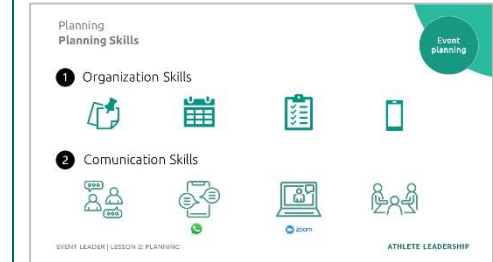 Planning
Planning Skills
Event
planning
1 Organization Skills
2 Comunication Skills
zoom
EVENT LEADER | LESSON 2: PLANNING
ATHLETE LEADERSHIP